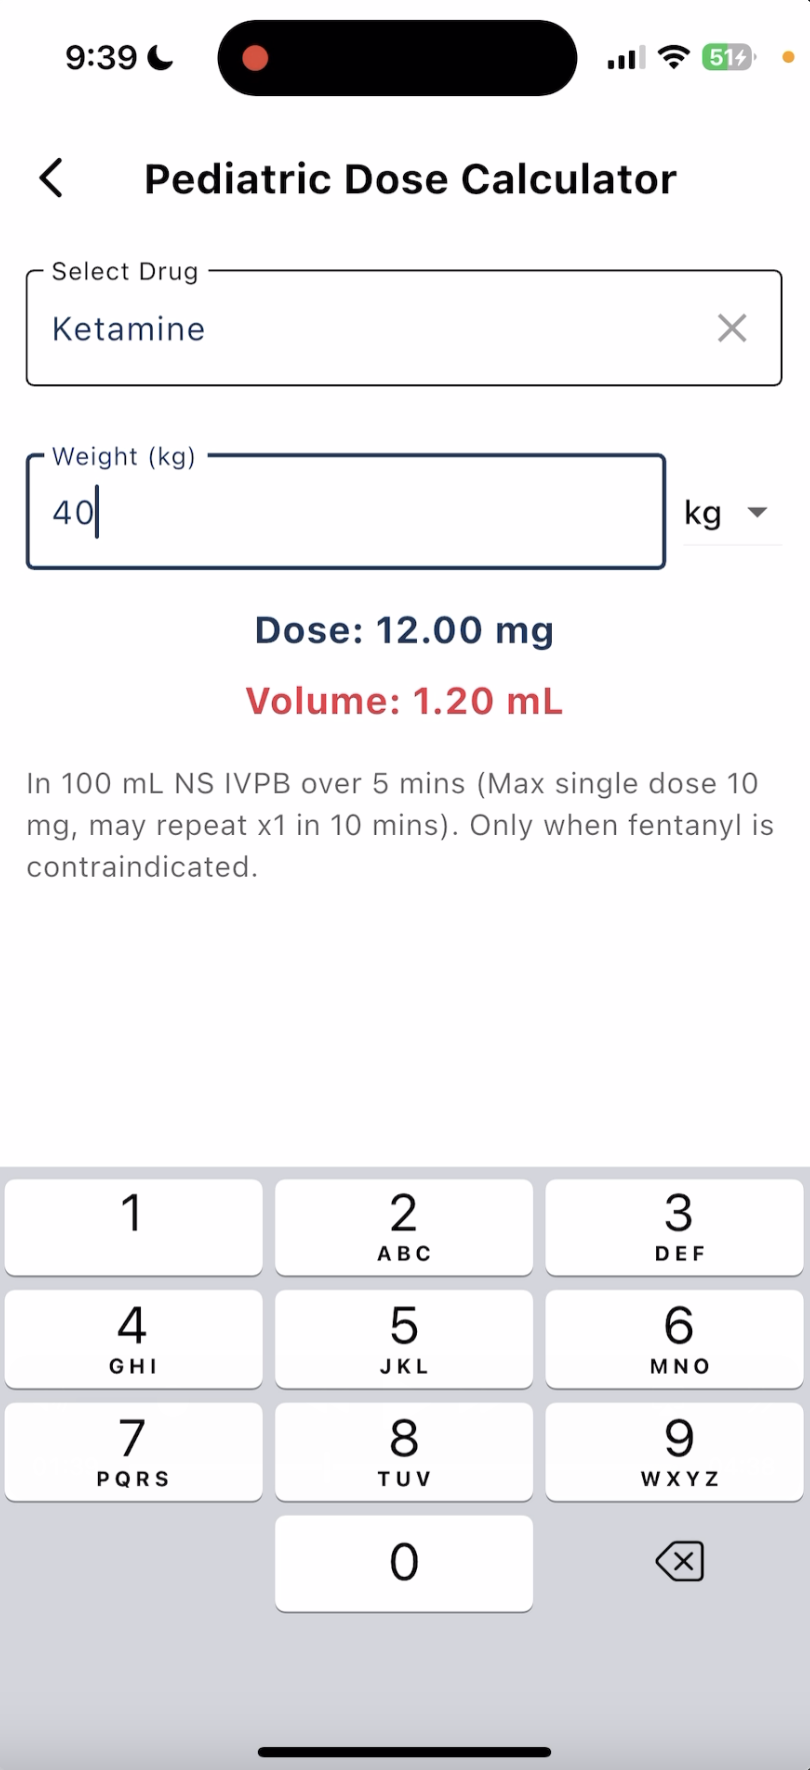 9:39
51
Pediatric Dose Calculator
Select Drug
Ketamine
Weight (kg)
40
kg
Dose: 12.00 mg
Volume: 1.20 mL
In 100 mL NS IVPB over 5 mins (Max single dose 10
mg, may repeat x1 in 10 mins). Only when fentanyl is
contraindicated.
1 2 3
ABC DEF
4 5 6
GHI JKL MNO
7 8 9
PQRS TUV WXYZ
0